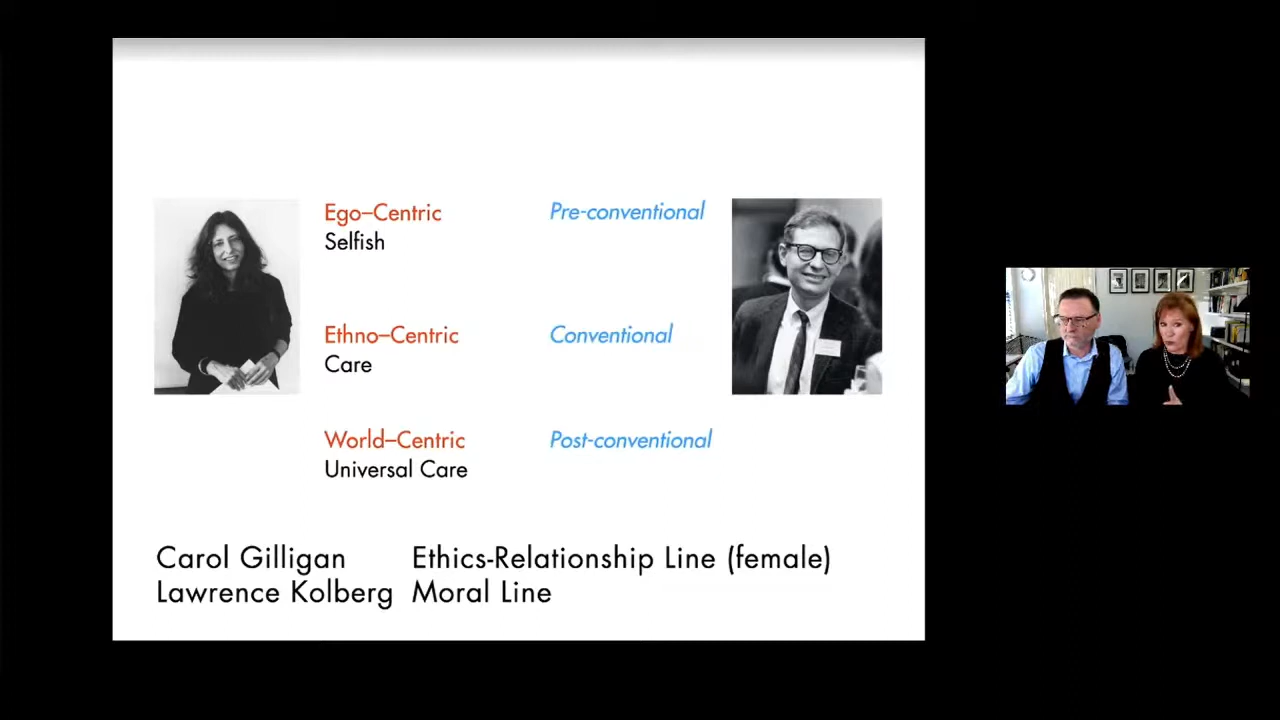 Ego–Centric
Selfish
Pre-conventional
Ethno–Centric
Care
Conventional
World–Centric
Universal Care
Post-conventional
Carol Gilligan Ethics-Relationship Line (female)
Lawrence Kolberg Moral Line